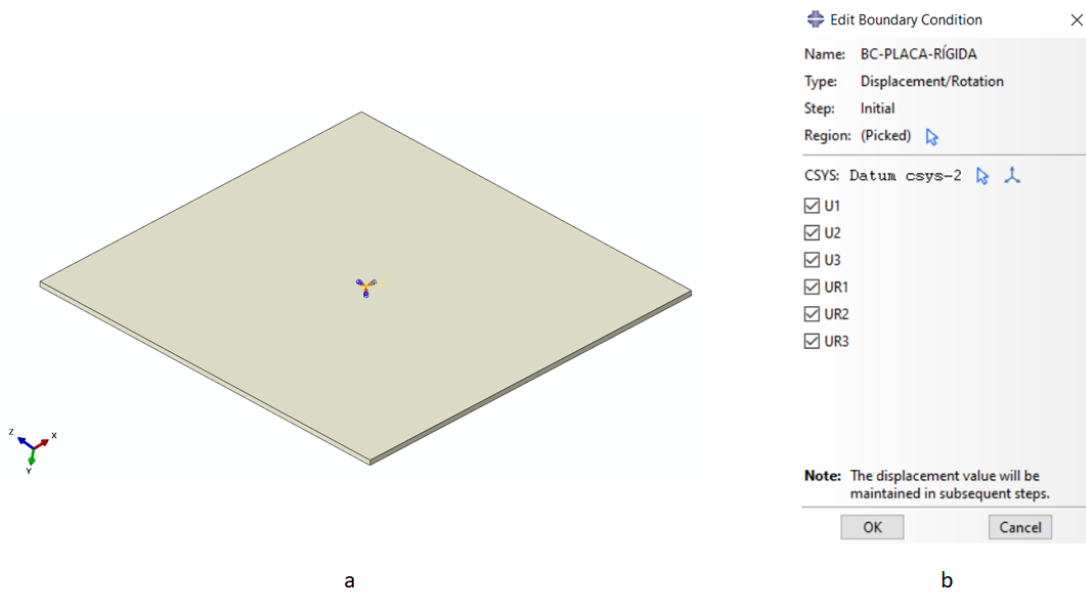 Edit Boundary Condition
Name: BC-PLACA-RÍGIDA
Type: Displacement/Rotation
Step: Initial
Region: (Picked)
CSYS: Datum csys-2
U1
U2
U3
UR1
UR2
UR3
Z
X
Y
Note: The displacement value will be
maintained in subsequent steps.
OK Cancel
a
b